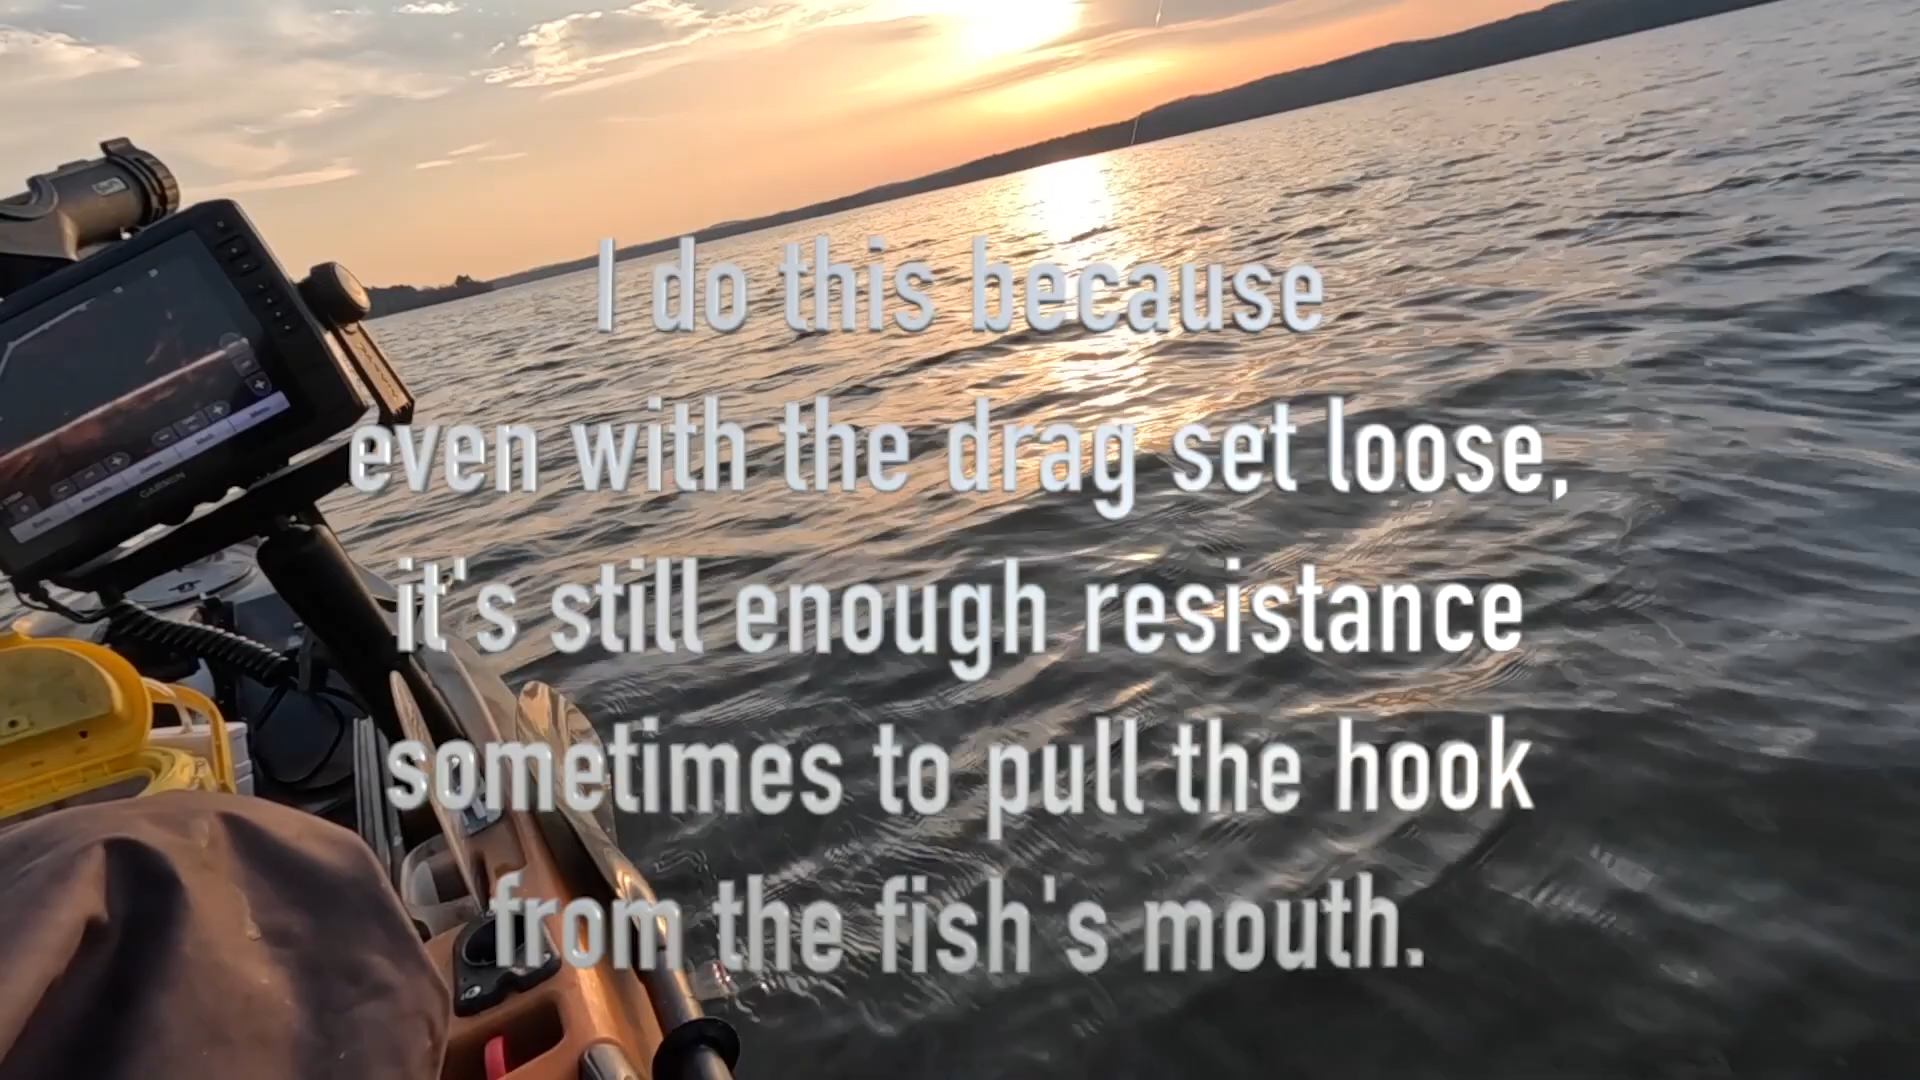 I do this because
even with the drag set loose,
it's still enough resistance
sometimes to pull the hook
from the fish's mouth.
GARMIN